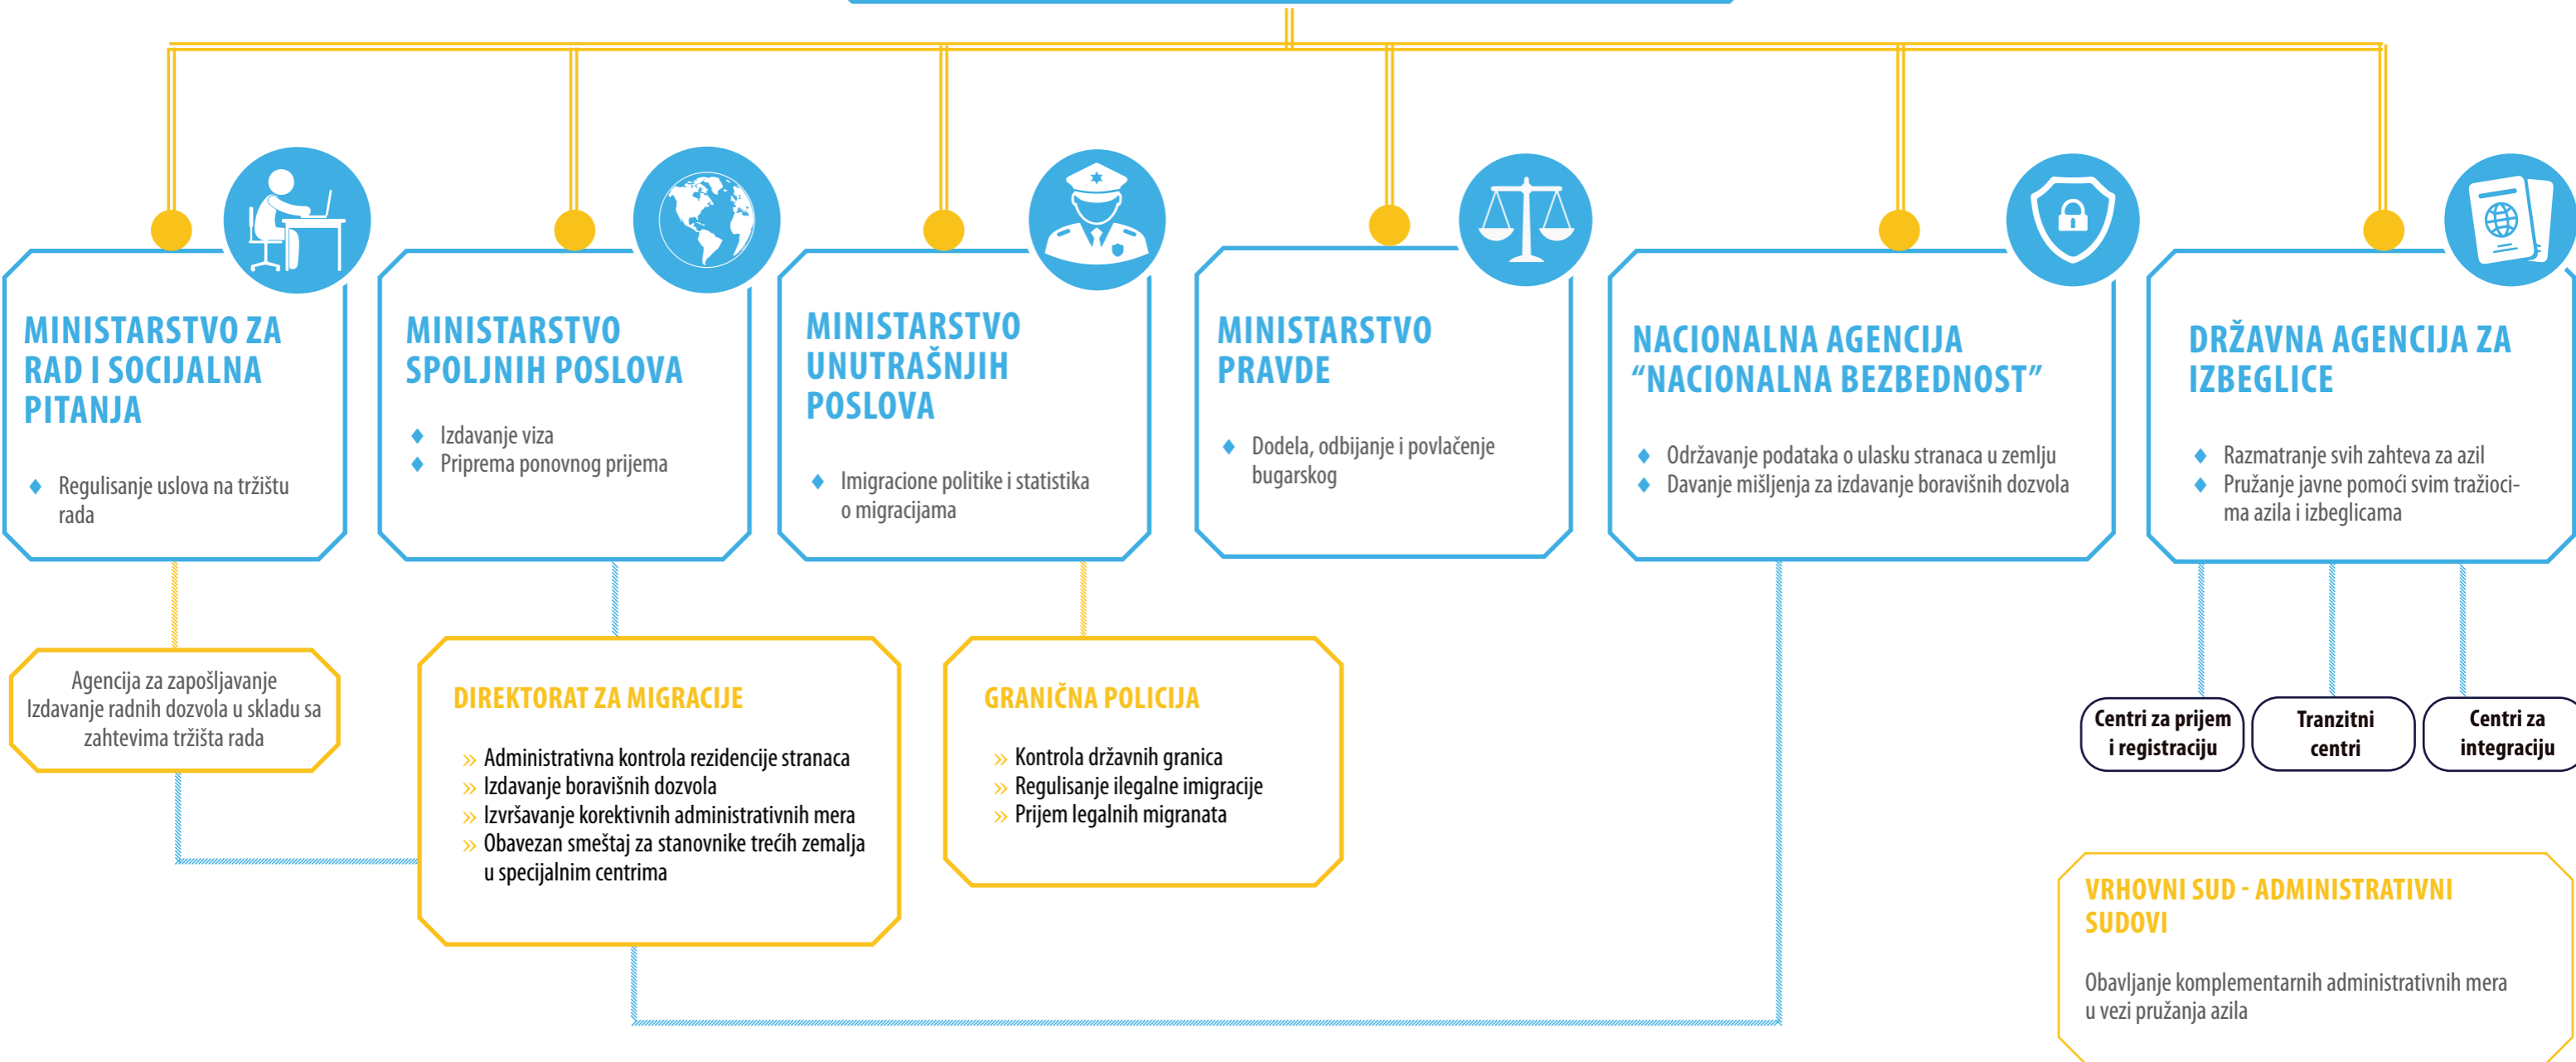 MINISTARSTVO ZA
RAD I SOCIJALNA
PITANJA
Regulisanje uslova na tržištu
rada
MINISTARSTVO
SPOLJNIH POSLOVA
Izdavanje viza
Priprema ponovnog prijema
MINISTARSTVO
UNUTRAŠNJIH
POSLOVA
Imigracione politike i statistika
o migracijama
MINISTARSTVO
PRAVDE
Dodela, odbijanje i povlačenje
bugarskog
NACIONALNA AGENCIJA
“NACIONALNA BEZBEDNOST”
Održavanje podataka o ulasku stranaca u zemlju
Davanje mišljenja za izdavanje boravišnih dozvola
DRŽAVNA AGENCIJA ZA
IZBEGLICE
Razmatranje svih zahteva za azil
Pružanje javne pomoći svim tražioci-
ma azila i izbeglicama
Agencija za zapošljavanje
Izdavanje radnih dozvola u skladu sa
zahtevima tržišta rada
DIREKTORAT ZA MIGRACIJE
» Administrativna kontrola rezidencije stranaca
» Izdavanje boravišnih dozvola
» Izvršavanje korektivnih administrativnih mera
» Obavezan smeštaj za stanovnike trećih zemalja
u specijalnim centrima
GRANIČNA POLICIJA
» Kontrola državnih granica
» Regulisanje ilegalne imigracije
» Prijem legalnih migranata
Centri za prijem
i registraciju
Tranzitni
centri
Centri za
integraciju
VRHOVNI SUD - ADMINISTRATIVNI
SUDOVI
Obavljanje komplementarnih administrativnih mera
u vezi pružanja azila